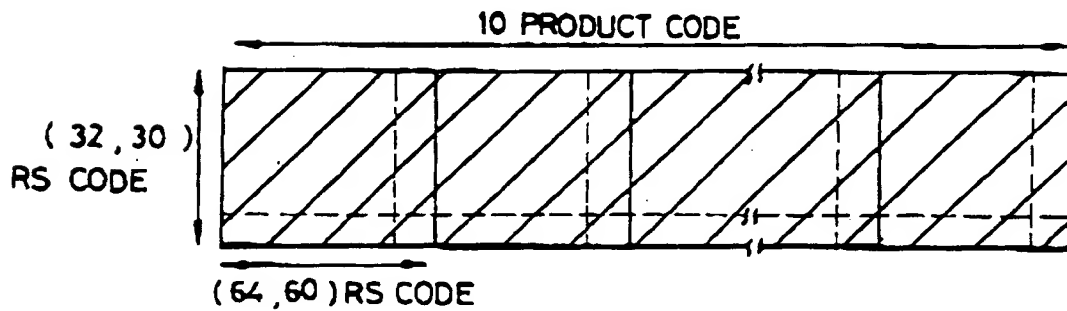 10 PRODUCT CODE
( 32 , 30 )
RS CODE
( 64 , 60 ) RS CODE